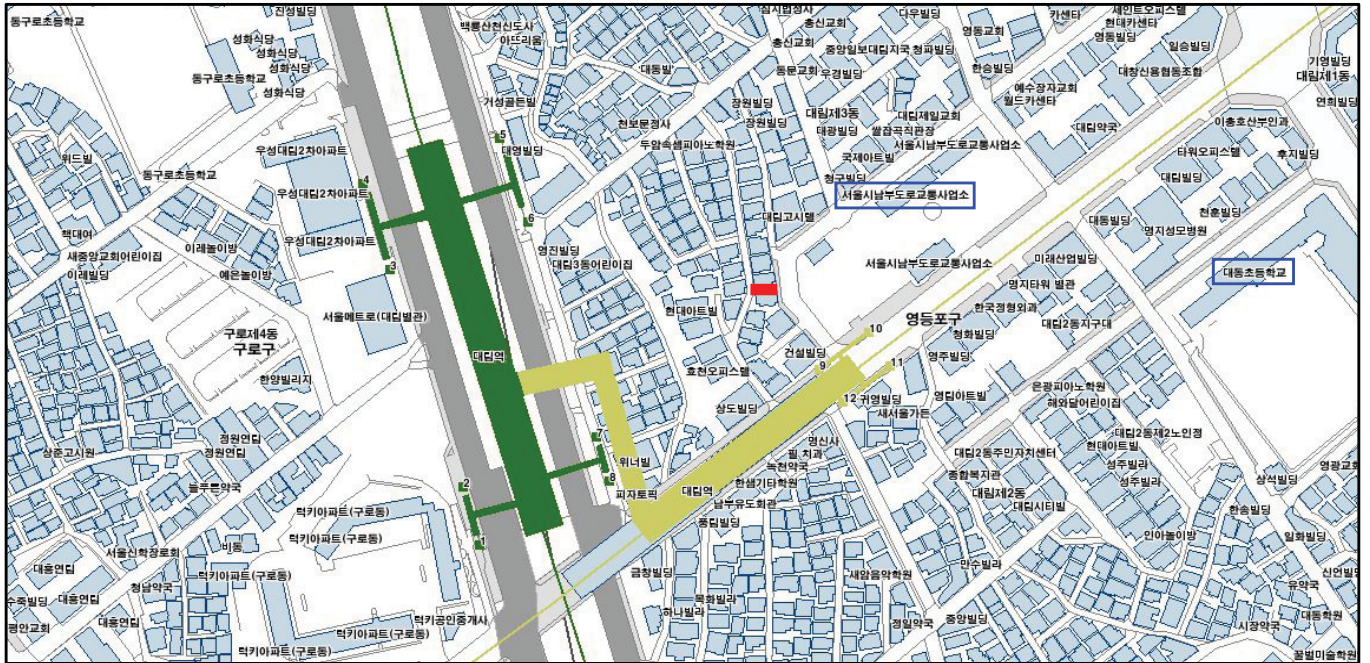 진성빌딩
심지법정사
총신교회
다우빌딩
카센타
세인트오피스텔
현대카센타
동구로초등학교
성화식당
백룡산천신도사
아뜨리움
영동교회
영동빌딩
일승빌딩
성화식당
총신교회
중앙일보대림지국
청파빌딩
기영빌딩
대림제1동
동구로초등학교
성화식당
대동빌
동문교회
우경빌딩
한승빌딩
대창신용협동조합
예수장자교회
월드카센타
연희빌딩
거성골든빌
장원빌딩
장원빌딩
대림제3동
대림제일교회
천보문정사
대광빌딩
쌀잡곡직판장
대림약국
이총호산부인과
우성대림2차아파트
5
대영빌딩
두암속셈피아노학원
국제아트빌
서울시남부도로교통사업소
타워오피스텔
후지빌딩
위드빌
동구로초등학교
4
우성대림2차아파트
청구빌딩
서울시남부도로교통사업소
대림빌딩
책대여
6
대림고시텔
대동빌딩
천훈빌딩
명지성모병원
우성대림2차아파트
이레놀이방
새중앙교회어린이집
이레빌딩
예은놀이방
3
영진빌딩
대림3동어린이집
서울시남부도로교통사업소
미래산업빌딩
대동초등학교
명지타워 별관
서울메트로(대림별관)
현대아트빌
한국정형외과
영등포구
구로제4동
구로구
10
청화빌딩
대림2동지구대
대림역
건설빌딩
9
11
영주빌딩
한양빌리지
효천오피스텔
은광피아노학원
해와달어린이집
12
귀영빌딩
영림아트빌
상도빌딩
새서울가든
정원연립
정원연립
상준고시원
7
명신사
필 치과
대림2동제2노인정
현대아트빌
대림2동주민자치센터
위너빌
녹천약국
종합복지관
성주빌라
영광교회
늘푸른약국
2
8
한샘기타학원
대림역
피자토픽
대림제2동
성주빌라
상석빌딩
남부유도회관
대림시티빌
럭키아파트(구로동)
풍림빌딩
한송빌딩
럭키아파트(구로동)
인아놀이방
일화빌딩
서울신학장로회
비동
1
대흥연립
금창빌딩
새암음악학원
만수빌라
럭키아파트(구로동)
청남약국
유약국
대흥연립
목화빌라
하나빌라
대흥연립
럭키공인중개사
중앙빌딩
대동학원
평안교회
럭키아파트(구로동)
정일약국
시장약국
럭키아파트(구로동)
꿀벌미술학원